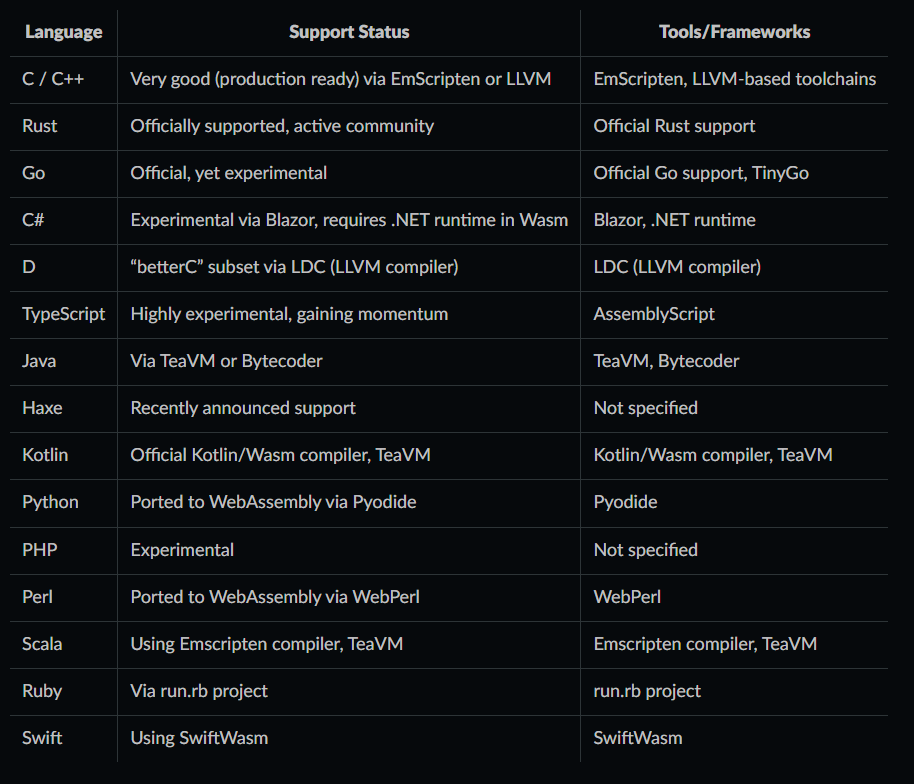 Language Support Status Tools/Frameworks
C / C++ Very good (production ready) via EmScripten or LLVM EmScripten, LLVM-based toolchains
Rust Officially supported, active community Official Rust support
Go Official, yet experimental Official Go support, TinyGo
C# Experimental via Blazor, requires .NET runtime in Wasm Blazor, .NET runtime
D “betterC” subset via LDC (LLVM compiler) LDC (LLVM compiler)
TypeScript Highly experimental, gaining momentum AssemblyScript
Java Via TeaVM or Bytecoder TeaVM, Bytecoder
Haxe Recently announced support Not specified
Kotlin Official Kotlin/Wasm compiler, TeaVM Kotlin/Wasm compiler, TeaVM
Python Ported to WebAssembly via Pyodide Pyodide
PHP Experimental Not specified
Perl Ported to WebAssembly via WebPerl WebPerl
Scala Using Emscripten compiler, TeaVM Emscripten compiler, TeaVM
Ruby Via run.rb project run.rb project
Swift Using SwiftWasm SwiftWasm